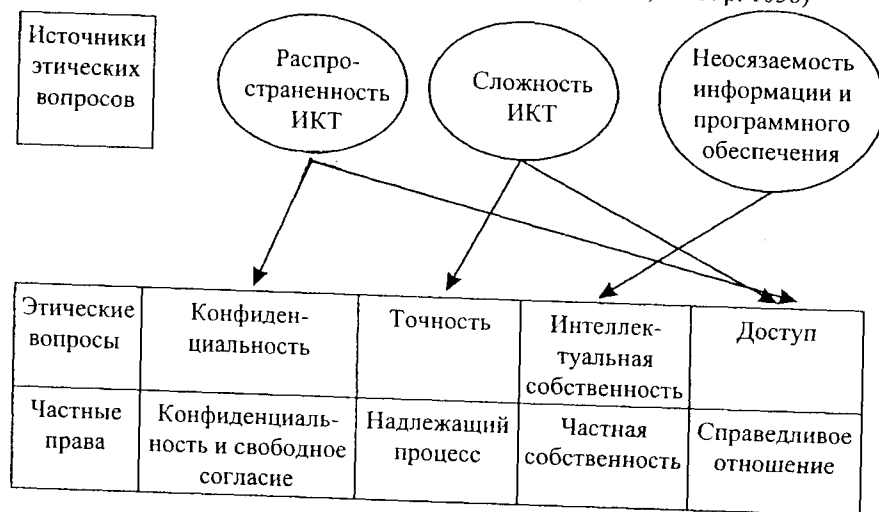 p. 1038)
Источники
этических
вопросов
Распро-
страненность
ИКТ
Сложность
ИКТ
Неосязаемость
информации и
программного
обеспечения
Этические
вопросы
Конфиден-
циальность
Точность
Интеллек-
туальная
собственность
Доступ
Частные
права
Конфиденциаль-
ность и свободное
согласие
Надлежащий
процесс
Частная
собственность
Справедливое
отношение